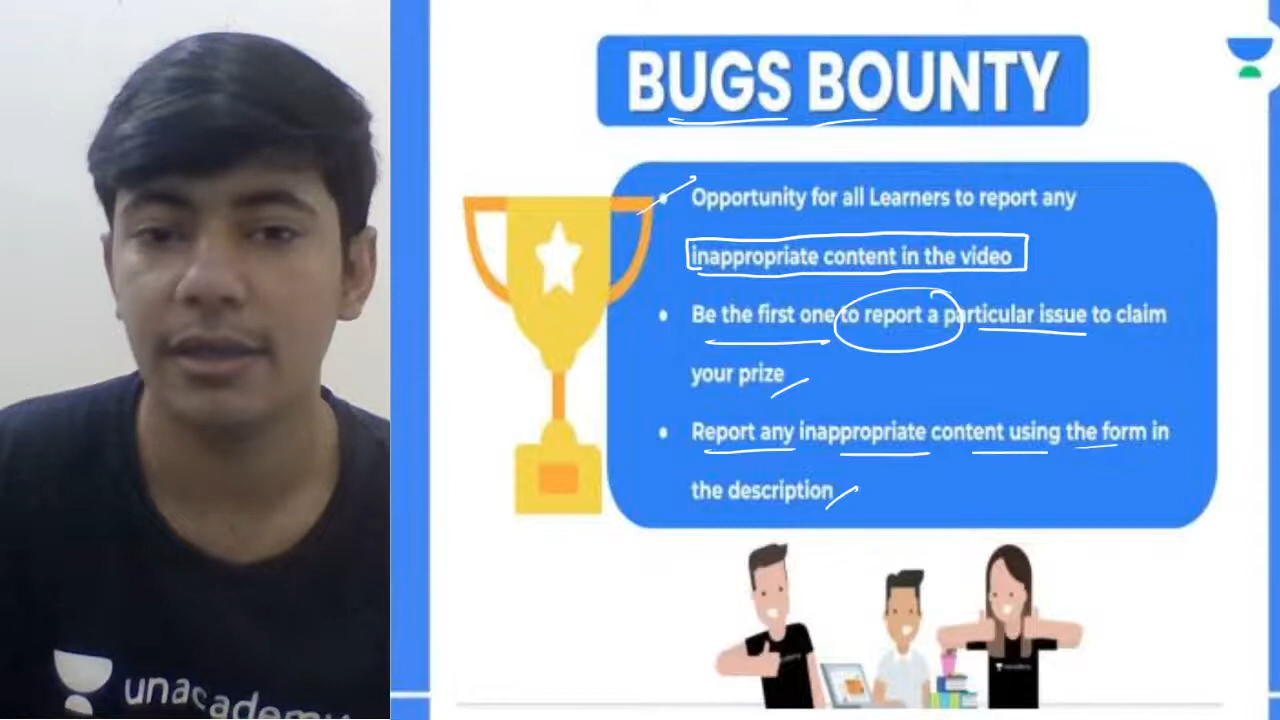 BUGS BOUNTY
Opportunity for all Learners to report any
inappropriate content in the video
Be the first one to report a particular issue to claim
your prize
Report any inappropriate content using the form in
the description
unacademy